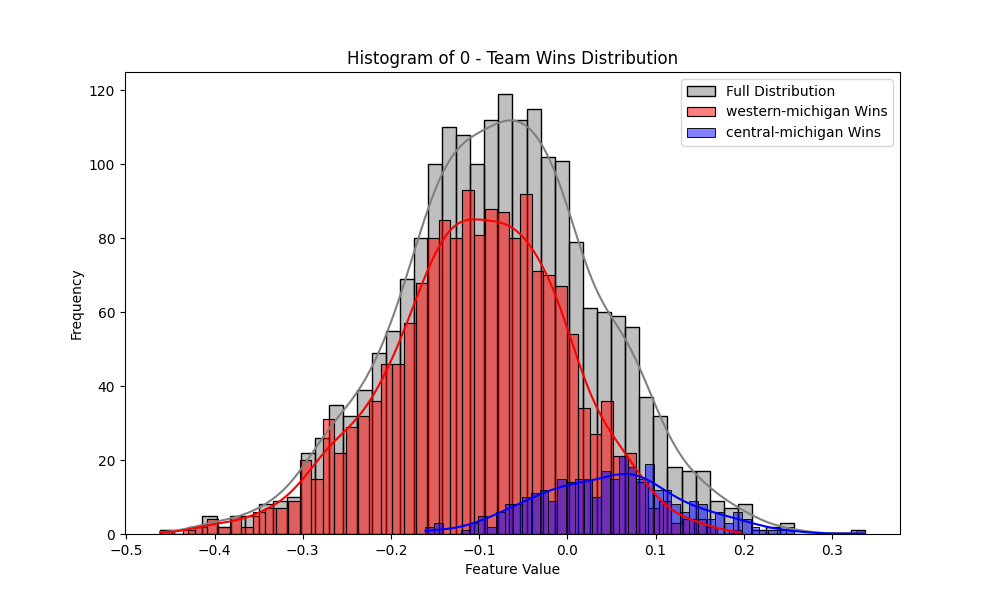 Histogram of 0 - Team Wins Distribution
Full Distribution
western-michigan Wins
central-michigan Wins
Frequency
120
100
80
60
40
20
0
−0.5 −0.4 −0.3 −0.2 −0.1 0.0 0.1 0.2 0.3
Feature Value